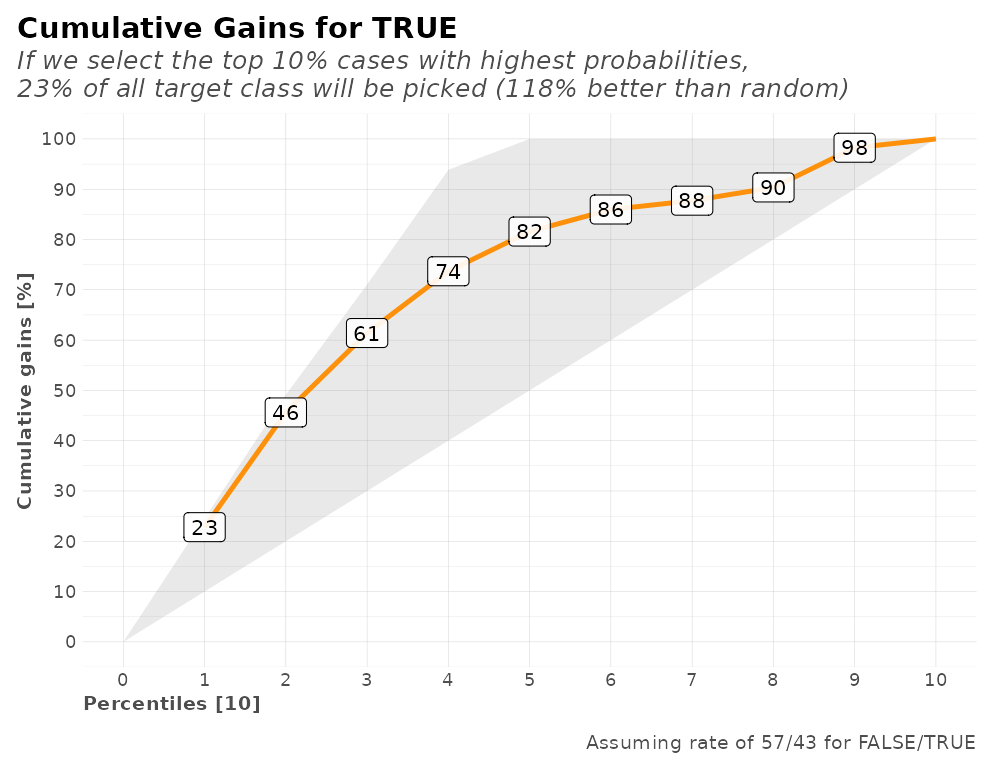 Cumulative Gains for TRUE
If we select the top 10% cases with highest probabilities,
23% of all target class will be picked (118% better than random)
Cumulative gains [%]
100
90
80
70
60
50
40
30
20
10
0
23
46
61
74
82
86
88
90
98
0 1 2 3 4 5 6 7 8 9 10
Percentiles [10]
Assuming rate of 57/43 for FALSE/TRUE